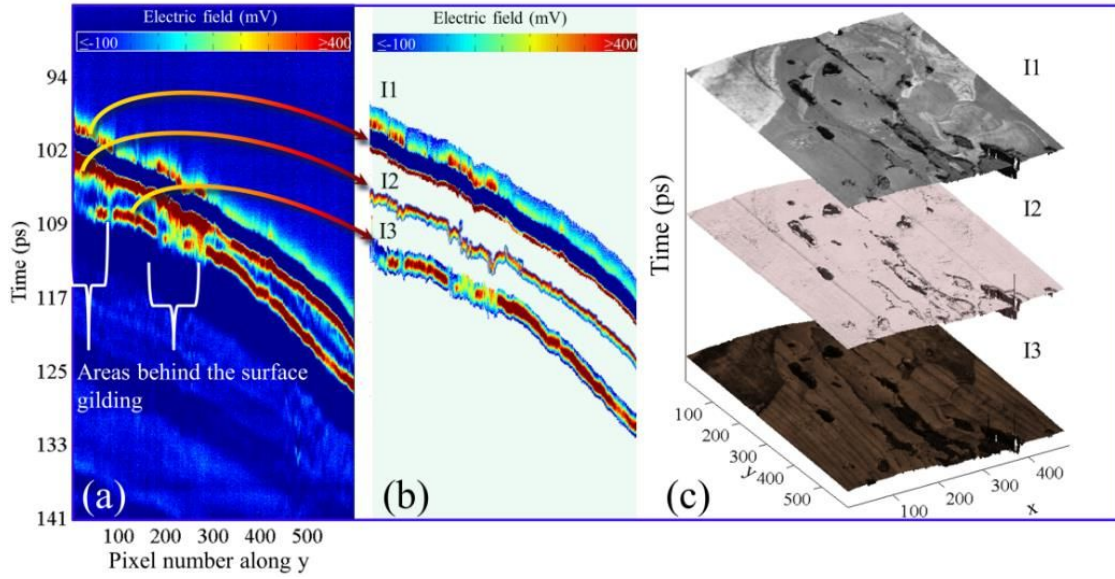 Electric field (mV)
≤-100
≥400
Electric field (mV)
≤-100
≥400
Time (ps)
94
102
109
117
125
133
141
Areas behind the surface
gilding
(a)
100 200 300 400 500
Pixel number along y
I1
I2
I3
(b)
I1
I2
I3
Time (ps)
100
200
300
400
500
y
100
200
300
400
x
(c)